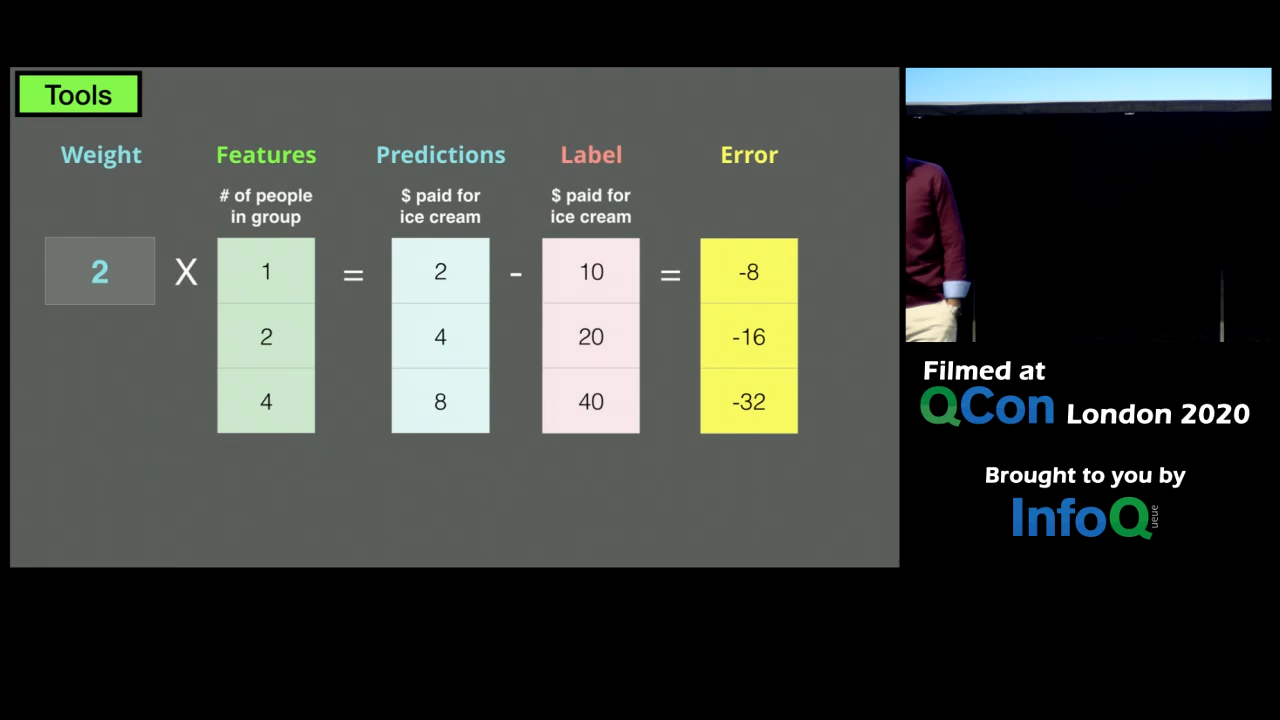 Tools
Weight Features Predictions Label Error
# of people in group
$ paid for ice cream
$ paid for ice cream
2 X 1 = 2 - 10 = -8
2 4 20 -16
4 8 40 -32
Filmed at
QCon London 2020
Brought to you by
InfoQ
ueue